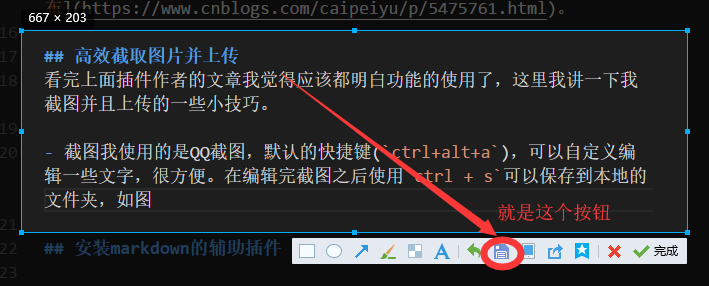 布](https://www.cnblogs.com/caipeiyu/p/5475761.html)。
667 × 203
16
17
## 高效截取图片并上传
18
看完上面插件作者的文章我觉得应该都明白功能的使用了，这里我讲一下我
截图并且上传的一些小技巧。
19
20
- 截图我使用的是QQ截图，默认的快捷键(`ctrl+alt+a`)，可以自定义编
辑一些文字，很方便。在编辑完截图之后使用`ctrl + s`可以保存到本地的
文件夹，如图
就是这个按钮
21
22
## 安装markdown的辅助插件
A
完成
23